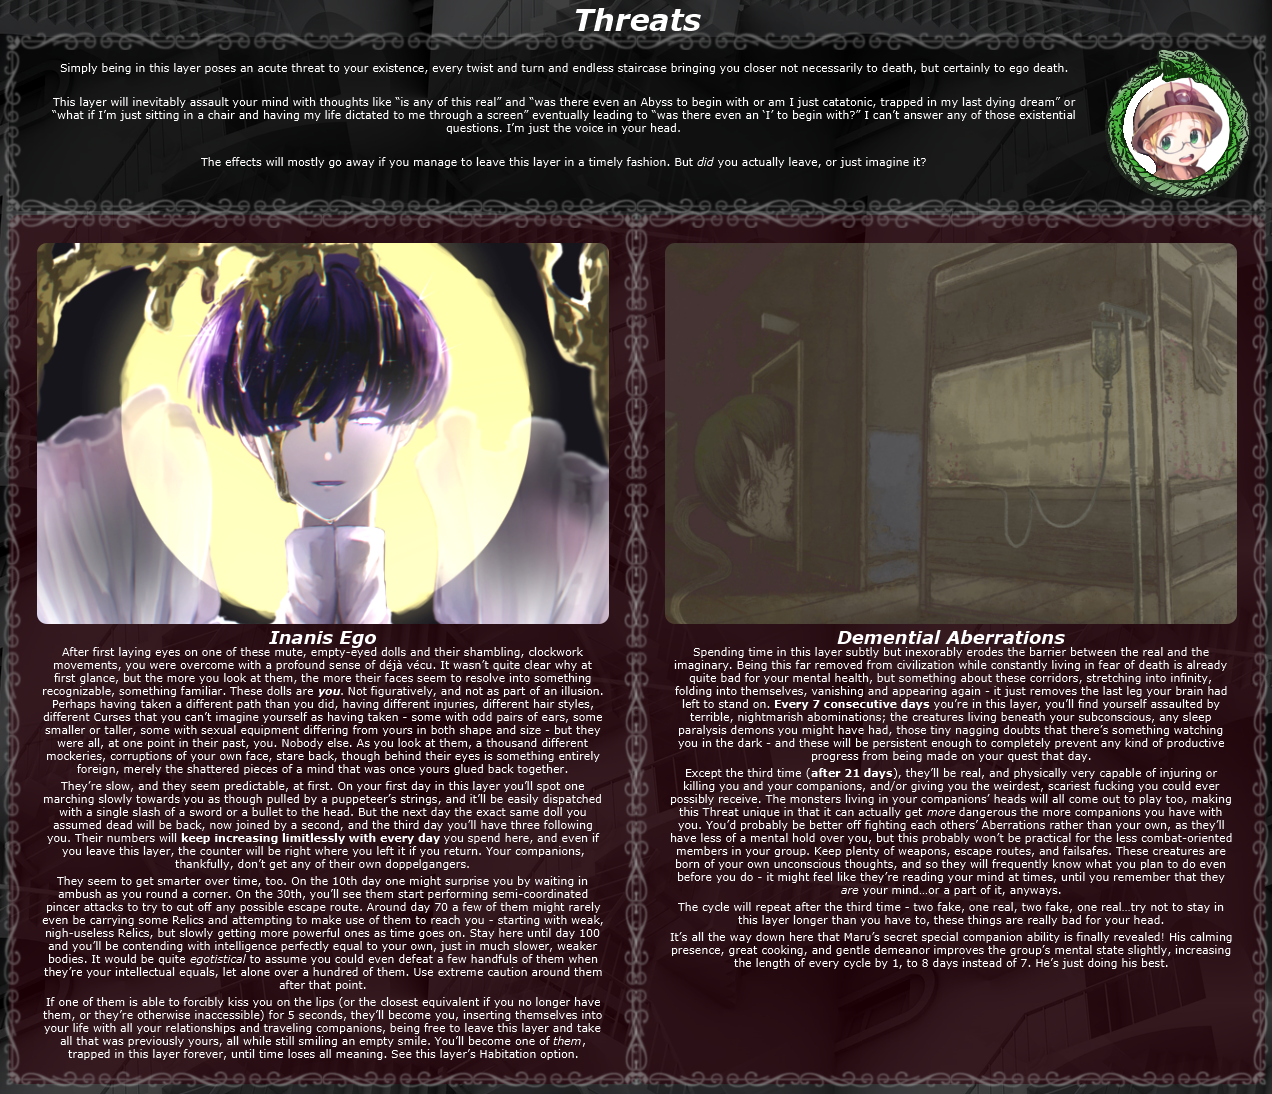 Threats
Simply being in this layer poses an acute threat to your existence, every twist and turn and endless staircase bringing you closer not necessarily to death, but certainly to ego death.
This layer will inevitably assault your mind with thoughts like “is any of this real” and “was there even an Abyss to begin with or am I just catatonic, trapped in my last dying dream” or
“what if I’m just sitting in a chair and having my life dictated to me through a screen” eventually leading to “was there even an ‘I’ to begin with?” I can’t answer any of those existential
questions. I’m just the voice in your head.
The effects will mostly go away if you manage to leave this layer in a timely fashion. But did you actually leave, or just imagine it?
Inanis Ego
After first laying eyes on one of these mute, empty-eyed dolls and their shambling, clockwork
movements, you were overcome with a profound sense of déjà vécu. It wasn’t quite clear why at
first glance, but the more you look at them, the more their faces seem to resolve into something
recognizable, something familiar. These dolls are you. Not figuratively, and not as part of an illusion.
Perhaps having taken a different path than you did, having different injuries, different hair styles,
different Curses that you can’t imagine yourself as having taken - some with odd pairs of ears, some
smaller or taller, some with sexual equipment differing from yours in both shape and size - but they
were all, at one point in their past, you. Nobody else. As you look at them, a thousand different
mockeries, corruptions of your own face, stare back, though behind their eyes is something entirely
foreign, merely the shattered pieces of a mind that was once yours glued back together.
They’re slow, and they seem predictable, at first. On your first day in this layer you’ll spot one
marching slowly towards you as though pulled by a puppeteer’s strings, and it’ll be easily dispatched
with a single slash of a sword or a bullet to the head. But the next day the exact same doll you
assumed dead will be back, now joined by a second, and the third day you’ll have three following
you. Their numbers will keep increasing limitlessly with every day you spend here, and even if
you leave this layer, the counter will be right where you left it if you return. Your companions,
thankfully, don’t get any of their own doppelgangers.
They seem to get smarter over time, too. On the 10th day one might surprise you by waiting in
ambush as you round a corner. On the 30th, you’ll see them start performing semi-coordinated
pincer attacks to try to cut off any possible escape route. Around day 70 a few of them might rarely
even be carrying some Relics and attempting to make use of them to reach you - starting with weak,
nigh-useless Relics, but slowly getting more powerful ones as time goes on. Stay here until day 100
and you’ll be contending with intelligence perfectly equal to your own, just in much slower, weaker
bodies. It would be quite egotistical to assume you could even defeat a few handfuls of them when
they’re your intellectual equals, let alone over a hundred of them. Use extreme caution around them
after that point.
If one of them is able to forcibly kiss you on the lips (or the closest equivalent if you no longer have
them, or they’re otherwise inaccessible) for 5 seconds, they’ll become you, inserting themselves into
your life with all your relationships and traveling companions, being free to leave this layer and take
all that was previously yours, all while still smiling an empty smile. You’ll become one of them,
trapped in this layer forever, until time loses all meaning. See this layer’s Habitation option.
Demential Aberrations
Spending time in this layer subtly but inexorably erodes the barrier between the real and the
imaginary. Being this far removed from civilization while constantly living in fear of death is already
quite bad for your mental health, but something about these corridors, stretching into infinity,
folding into themselves, vanishing and appearing again - it just removes the last leg your brain had
left to stand on. Every 7 consecutive days you’re in this layer, you’ll find yourself assaulted by
terrible, nightmarish abominations; the creatures living beneath your subconscious, any sleep
paralysis demons you might have had, those tiny nagging doubts that there’s something watching
you in the dark - and these will be persistent enough to completely prevent any kind of productive
progress from being made on your quest that day.
Except the third time (after 21 days), they’ll be real, and physically very capable of injuring or
killing you and your companions, and/or giving you the weirdest, scariest fucking you could ever
possibly receive. The monsters living in your companions’ heads will all come out to play too, making
this Threat unique in that it can actually get more dangerous the more companions you have with
you. You’d probably be better off fighting each others’ Aberrations rather than your own, as they’ll
have less of a mental hold over you, but this probably won’t be practical for the less combat-oriented
members in your group. Keep plenty of weapons, escape routes, and failsafes. These creatures are
born of your own unconscious thoughts, and so they will frequently know what you plan to do even
before you do - it might feel like they’re reading your mind at times, until you remember that they
are your mind…or a part of it, anyways.
The cycle will repeat after the third time - two fake, one real, two fake, one real…try not to stay in
this layer longer than you have to, these things are really bad for your head.
It’s all the way down here that Maru’s secret special companion ability is finally revealed! His calming
presence, great cooking, and gentle demeanor improves the group’s mental state slightly, increasing
the length of every cycle by 1, to 8 days instead of 7. He’s just doing his best.